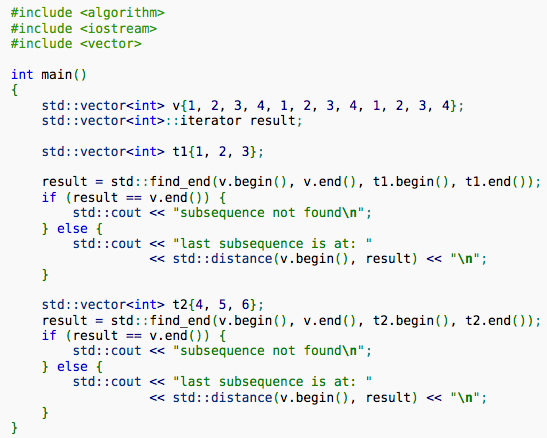 #include <algorithm>
#include <iostream>
#include <vector>

int main()
{
    std::vector<int> v{1, 2, 3, 4, 1, 2, 3, 4, 1, 2, 3, 4};
    std::vector<int>::iterator result;

    std::vector<int> t1{1, 2, 3};

    result = std::find_end(v.begin(), v.end(), t1.begin(), t1.end());
    if (result == v.end()) {
        std::cout << "subsequence not found\n";
    } else {
        std::cout << "last subsequence is at: "
                  << std::distance(v.begin(), result) << "\n";
    }

    std::vector<int> t2{4, 5, 6};
    result = std::find_end(v.begin(), v.end(), t2.begin(), t2.end());
    if (result == v.end()) {
        std::cout << "subsequence not found\n";
    } else {
        std::cout << "last subsequence is at: "
                  << std::distance(v.begin(), result) << "\n";
    }
}